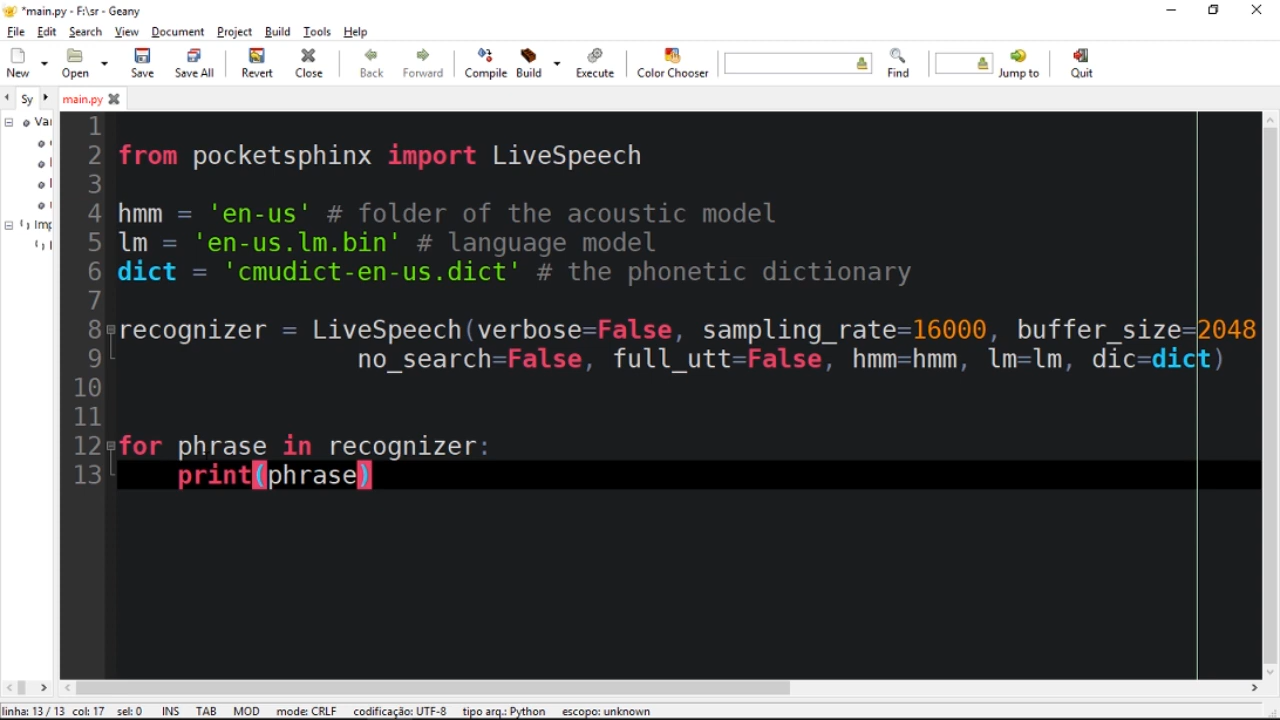 *main.py - F:\sr - Geany
File Edit Search View Document Project Build Tools Help
New Open Save Save All Revert Close Back Forward Compile Build Execute Color Chooser Find Jump to Quit
Sy main.py
1
2 from pocketsphinx import LiveSpeech
3
4 hmm = 'en-us' # folder of the acoustic model
5 lm = 'en-us.lm.bin' # language model
6 dict = 'cmudict-en-us.dict' # the phonetic dictionary
7
8 recognizer = LiveSpeech(verbose=False, sampling_rate=16000, buffer_size=2048
9 no_search=False, full_utt=False, hmm=hmm, lm=lm, dic=dict)
10
11
12 for phrase in recognizer:
13 print(phrase)
linha: 13 / 13 col: 17 sel: 0 INS TAB MOD mode: CRLF codificação: UTF-8 tipo arq.: Python escopo: unknown